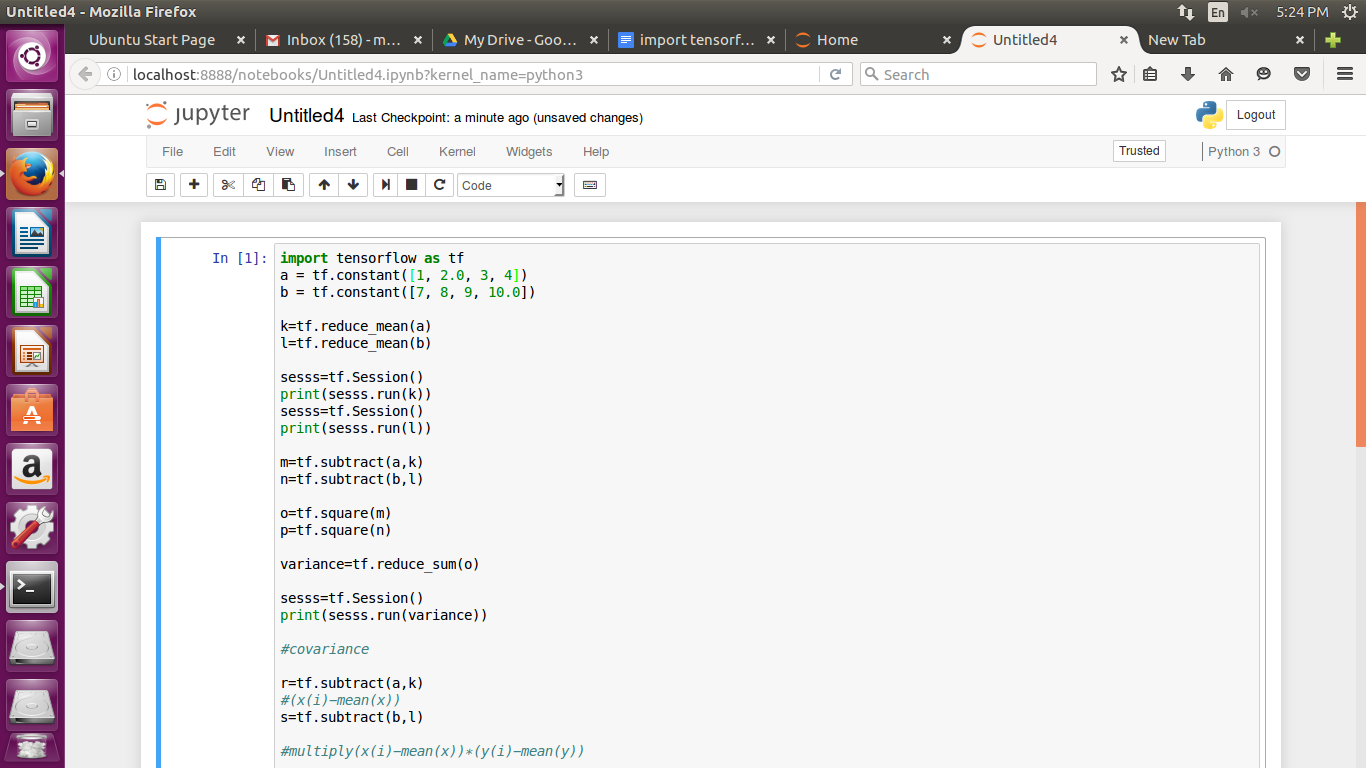 Untitled4 - Mozilla Firefox
En
5:24 PM
Ubuntu Start Page
Inbox (158) - m...
My Drive - Goo...
import tensorf...
Home
Untitled4
New Tab
localhost:8888/notebooks/Untitled4.ipynb?kernel_name=python3
Search
jupyter
Untitled4 Last Checkpoint: a minute ago (unsaved changes)
Logout
File Edit View Insert Cell Kernel Widgets Help
Trusted
Python 3
Code
In [1]:
import tensorflow as tf
a = tf.constant([1, 2.0, 3, 4])
b = tf.constant([7, 8, 9, 10.0])
k=tf.reduce_mean(a)
l=tf.reduce_mean(b)
sesss=tf.Session()
print(sesss.run(k))
sesss=tf.Session()
print(sesss.run(l))
m=tf.subtract(a,k)
n=tf.subtract(b,l)
o=tf.square(m)
p=tf.square(n)
variance=tf.reduce_sum(o)
sesss=tf.Session()
print(sesss.run(variance))
#covariance
r=tf.subtract(a,k)
#(x(i)−mean(x))
s=tf.subtract(b,l)
#multiply(x(i)−mean(x))∗(y(i)−mean(y))